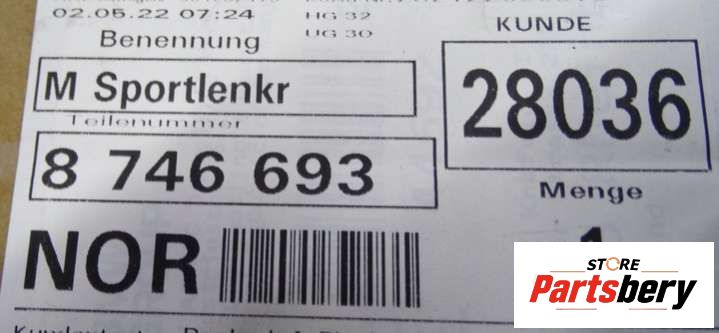 02.05.22 07:24
HG 32
UG 30
KUNDE
Benennung
M Sportlenkr
28036
Teilenummer
8 746 693
Menge
1
NOR
STORE
Partsbery